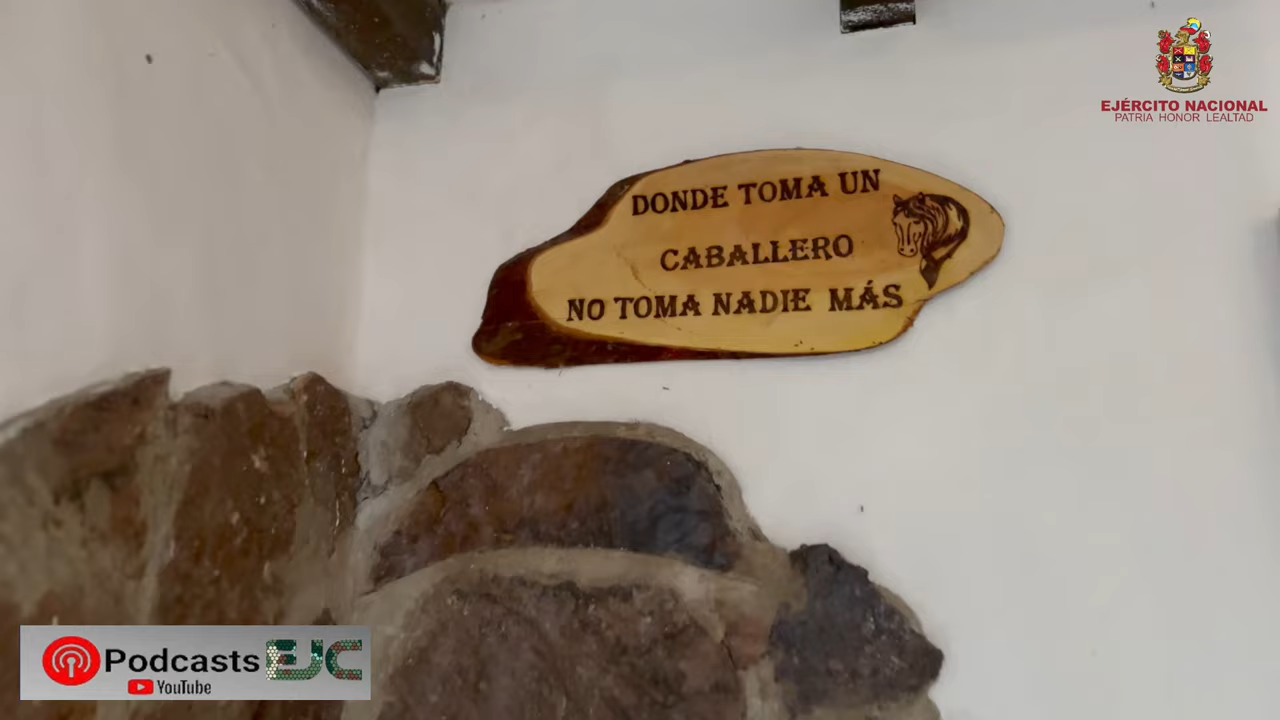 EJÉRCITO NACIONAL
PATRIA HONOR LEALTAD
DONDE TOMA UN
CABALLERO
NO TOMA NADIE MÁS
Podcasts EJC
YouTube